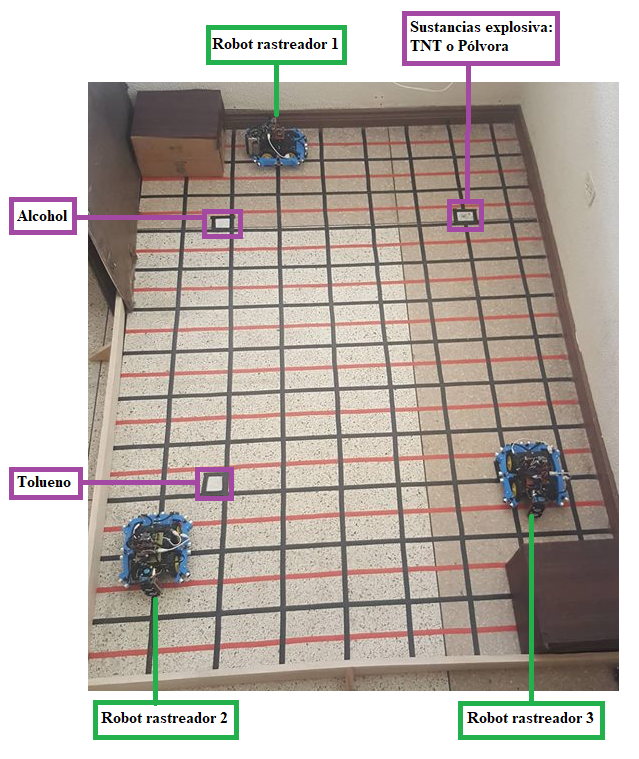 Robot rastreador 1
Sustancias explosiva:
TNT o Pólvora
Alcohol
Tolueno
Robot rastreador 2
Robot rastreador 3